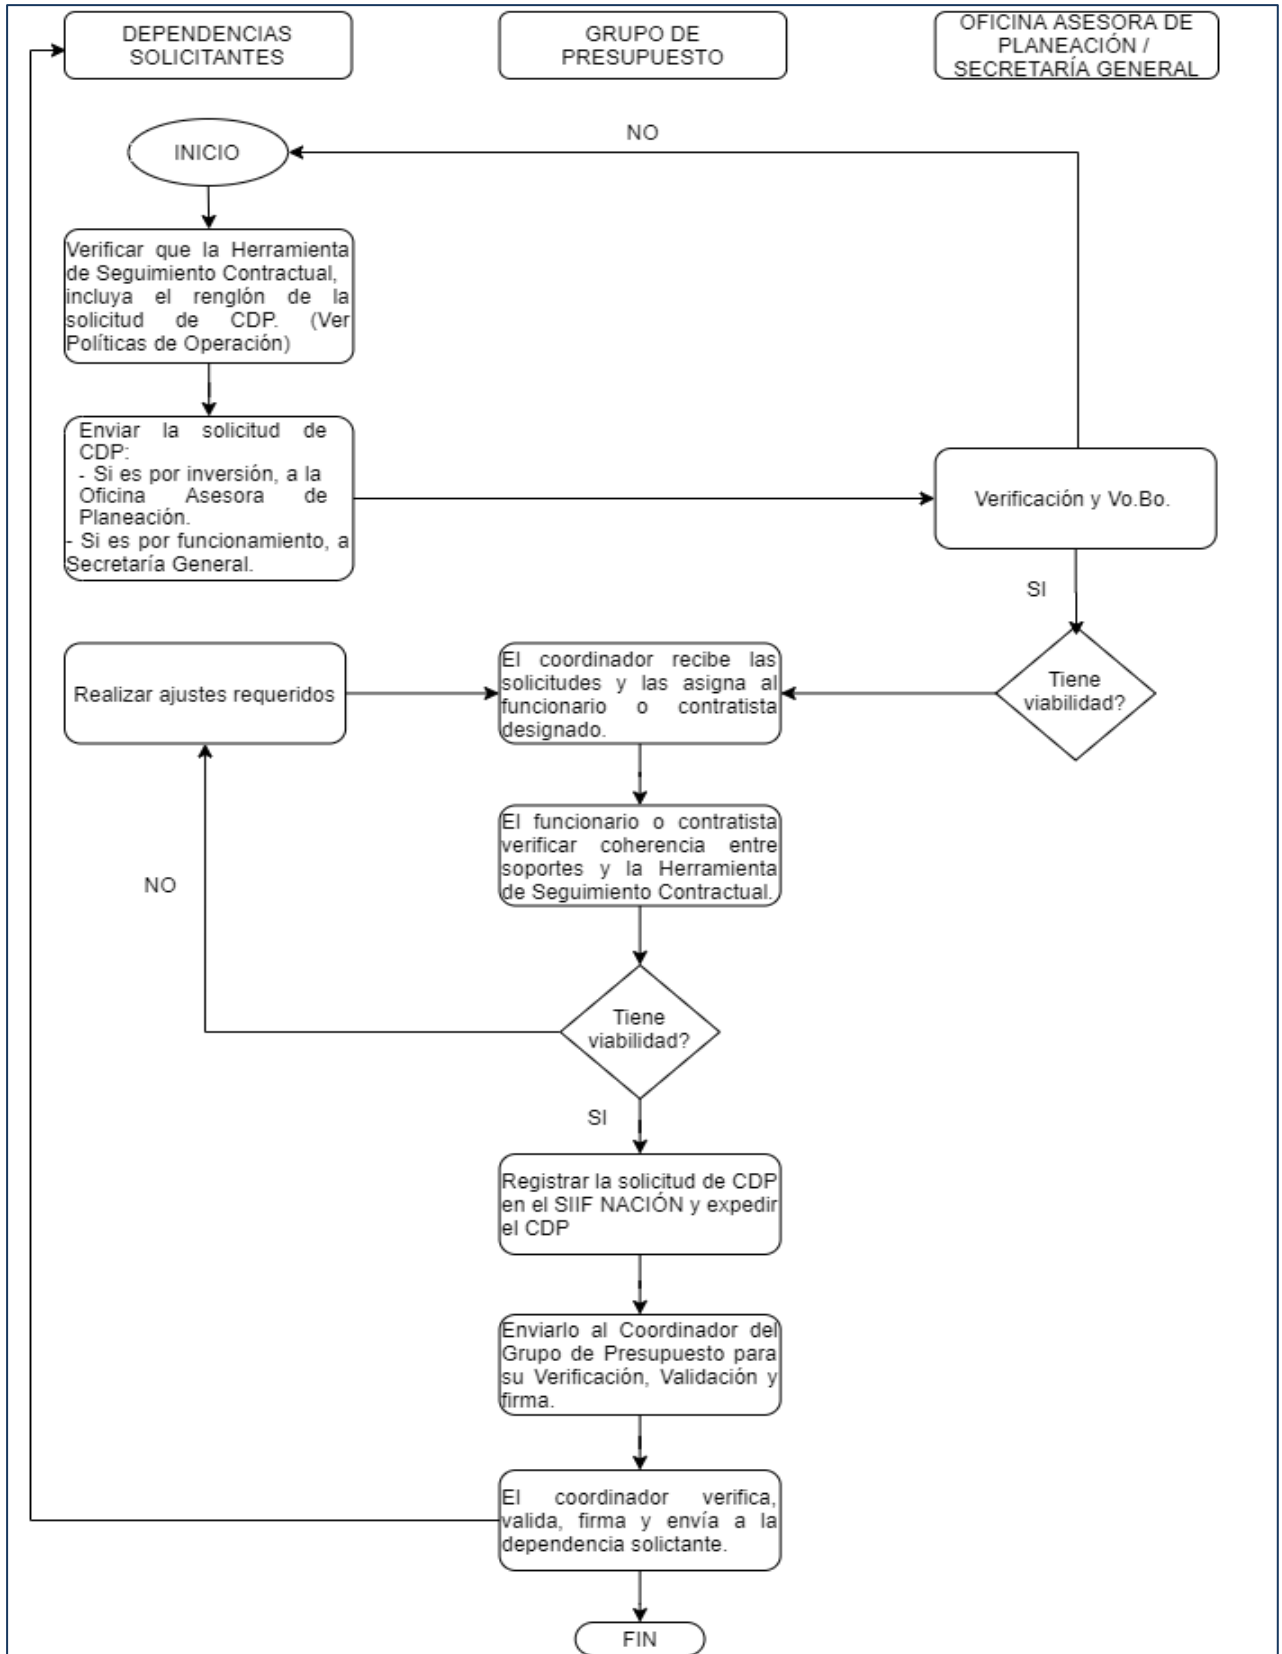 DEPENDENCIAS
SOLICITANTES
GRUPO DE
PRESUPUESTO
OFICINA ASESORA DE
PLANEACIÓN /
SECRETARÍA GENERAL
NO
INICIO
Verificar que la Herramienta
de Seguimiento Contractual,
incluya el renglón de la
solicitud de CDP. (Ver
Políticas de Operación)
Enviar la solicitud de
CDP:
- Si es por inversión, a la
Oficina Asesora de
Planeación.
- Si es por funcionamiento, a
Secretaría General.
Verificación y Vo.Bo.
SI
Realizar ajustes requeridos
El coordinador recibe las
solicitudes y las asigna al
funcionario o contratista
designado.
Tiene
viabilidad?
El funcionario o contratista
verificar coherencia entre
soportes y la Herramienta
de Seguimiento Contractual.
NO
Tiene
viabilidad?
SI
Registrar la solicitud de CDP
en el SIIF NACIÓN y expedir
el CDP
Enviarlo al Coordinador del
Grupo de Presupuesto para
su Verificación, Validación y
firma.
El coordinador verifica,
valida, firma y envía a la
dependencia solictante.
FIN